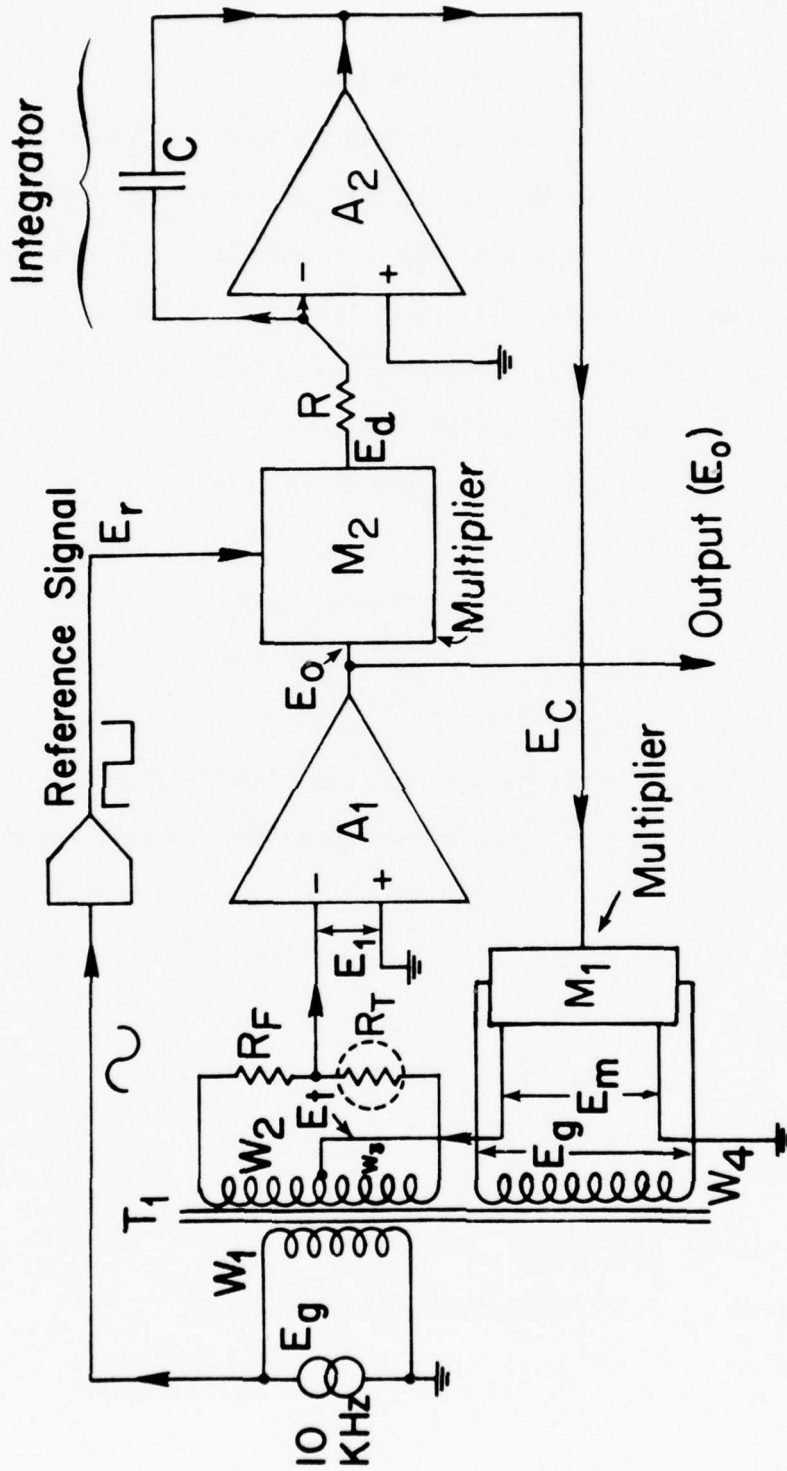 Integrator
C
A2
-
+
R
Ed
M2
Multiplier
Er
Reference Signal
Eo
Output (Eo)
A1
-
+
E1
EC
Multiplier
M1
RF
RT
Et
W2
w3
Em
Eg
W4
T1
W1
Eg
10
KHz